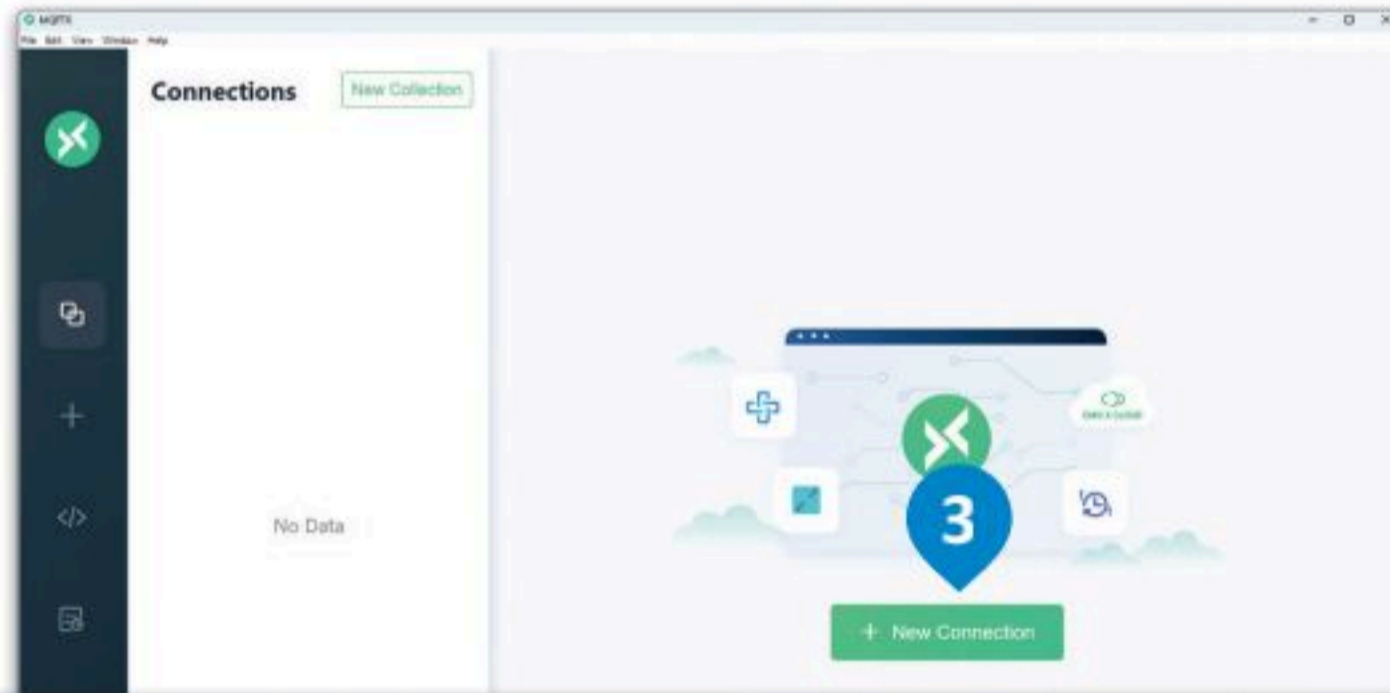 MQTTX
File Edit View Window Help
Connections
New Collection
No Data
3
+ New Connection